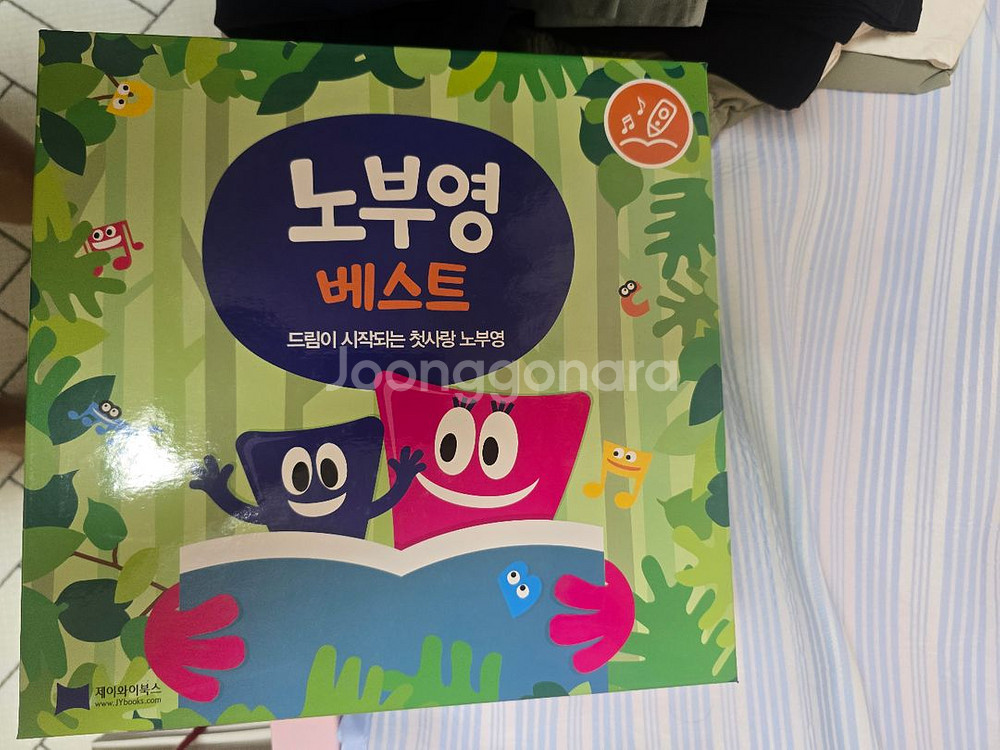 노부영
베스트
드림이 시작되는 첫사랑 노부영
Joonggonara
제이와이북스
www.JYbooks.com